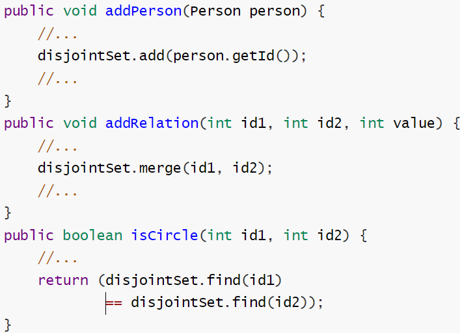 public void addPerson(Person person) {
    //...
    disjointSet.add(person.getId());
    //...
}
public void addRelation(int id1, int id2, int value) {
    //...
    disjointSet.merge(id1, id2);
    //...
}
public boolean isCircle(int id1, int id2) {
    //...
    return (disjointSet.find(id1)
            == disjointSet.find(id2));
}